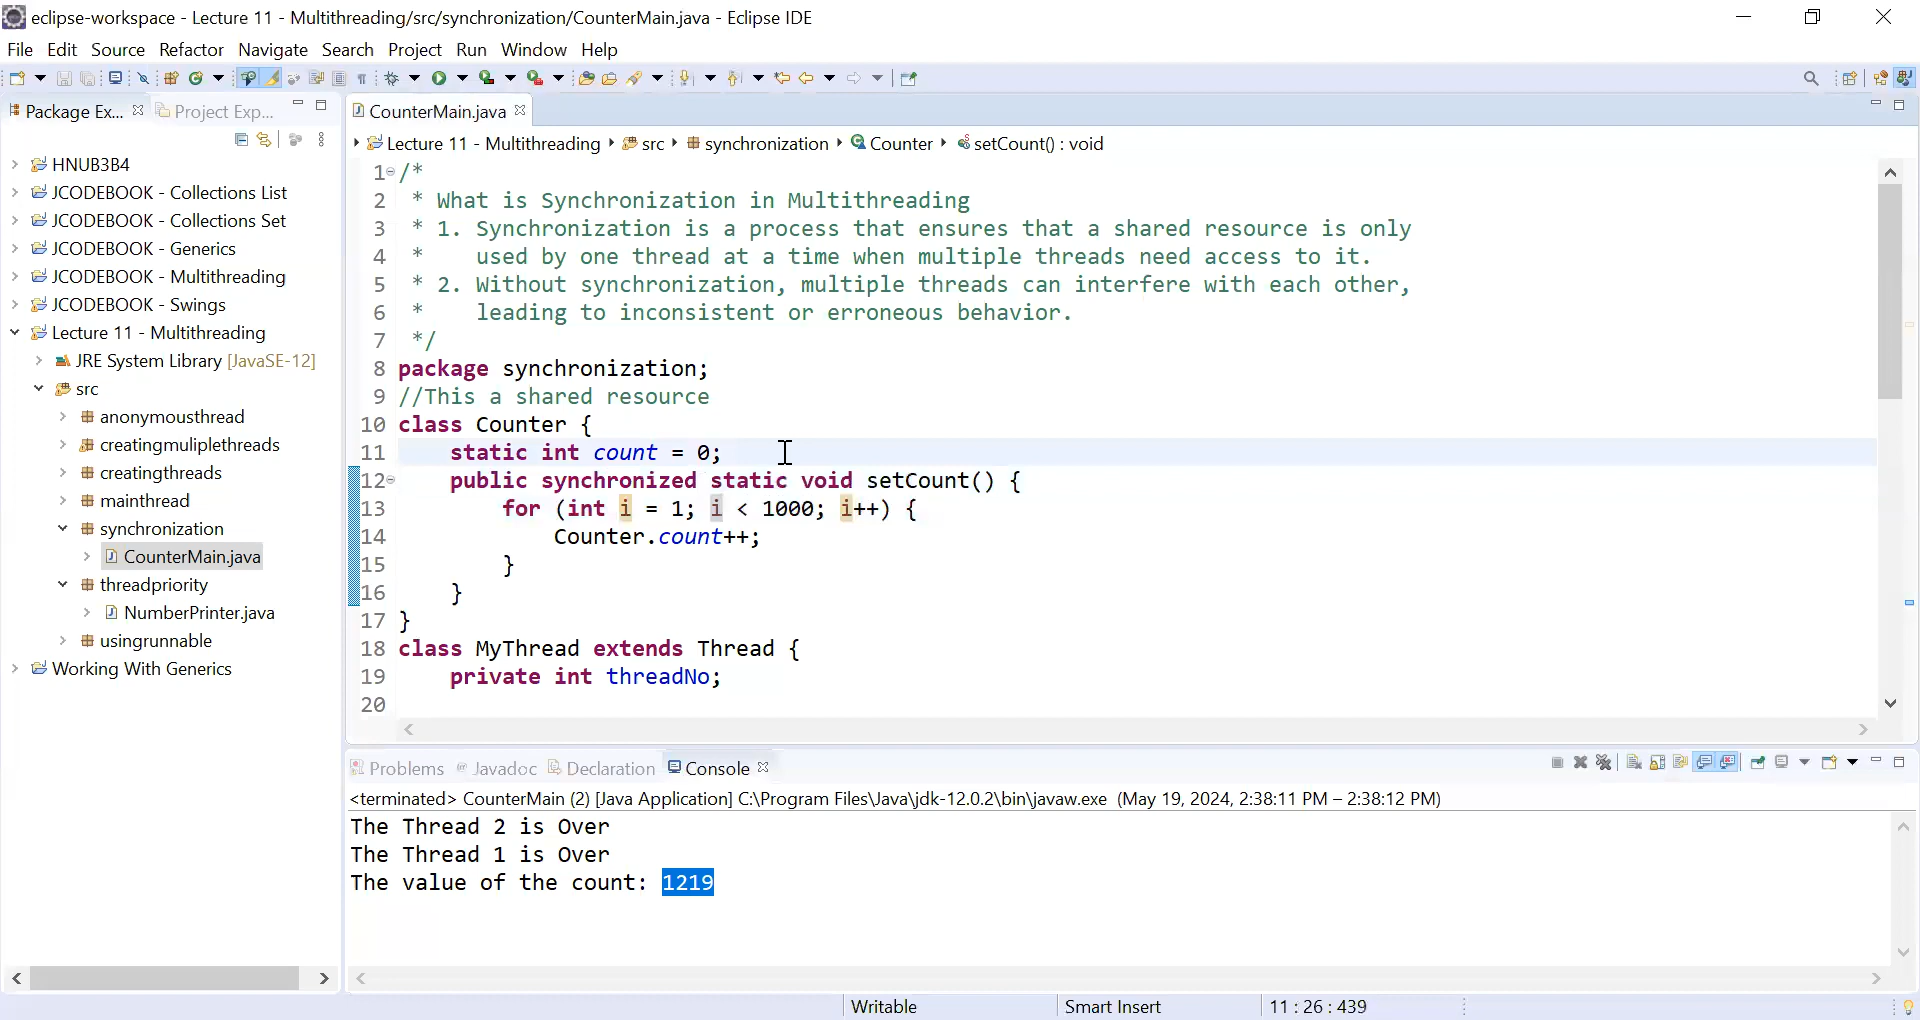 eclipse-workspace - Lecture 11 - Multithreading/src/synchronization/CounterMain.java - Eclipse IDE
File Edit Source Refactor Navigate Search Project Run Window Help
Package Ex... Project Exp...
HNUB3B4
JCODEBOOK - Collections List
JCODEBOOK - Collections Set
JCODEBOOK - Generics
JCODEBOOK - Multithreading
JCODEBOOK - Swings
Lecture 11 - Multithreading
JRE System Library [JavaSE-12]
src
anonymousthread
creatingmuliplethreads
creatingthreads
mainthread
synchronization
CounterMain.java
threadpriority
NumberPrinter.java
usingrunnable
Working With Generics
CounterMain.java
Lecture 11 - Multithreading src synchronization Counter setCount() : void
1 /*
2 * What is Synchronization in Multithreading
3 * 1. Synchronization is a process that ensures that a shared resource is only
4 * used by one thread at a time when multiple threads need access to it.
5 * 2. Without synchronization, multiple threads can interfere with each other,
6 * leading to inconsistent or erroneous behavior.
7 */
8 package synchronization;
9 //This a shared resource
10 class Counter {
11 static int count = 0;
12 public synchronized static void setCount() {
13 for (int i = 1; i < 1000; i++) {
14 Counter.count++;
15 }
16 }
17 }
18 class MyThread extends Thread {
19 private int threadNo;
20
Problems Javadoc Declaration Console
<terminated> CounterMain (2) [Java Application] C:\Program Files\Java\jdk-12.0.2\bin\javaw.exe (May 19, 2024, 2:38:11 PM – 2:38:12 PM)
The Thread 2 is Over
The Thread 1 is Over
The value of the count: 1219
Writable Smart Insert 11 : 26 : 439